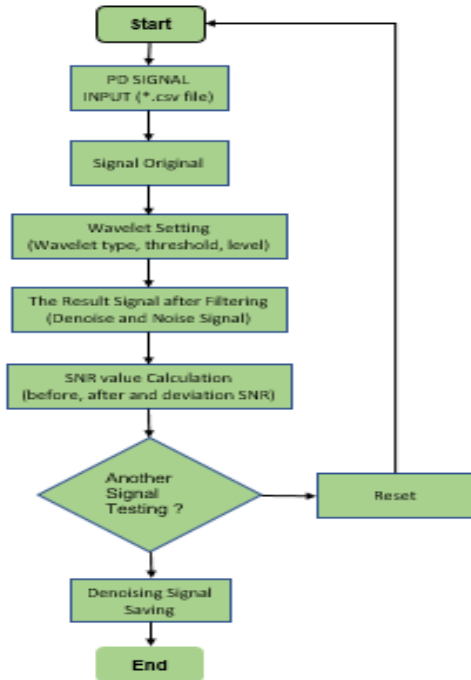 Start
PD SIGNAL
INPUT (*.csv file)
Signal Original
Wavelet Setting
(Wavelet type, threshold, level)
The Result Signal after Filtering
(Denoise and Noise Signal)
SNR value Calculation
(before, after and deviation SNR)
Another
Signal
Testing ?
Reset
Denoising Signal
Saving
End